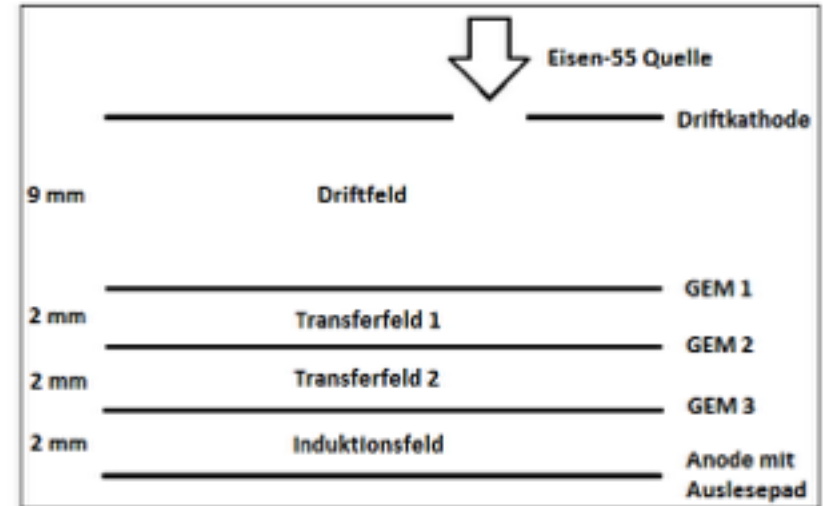 Eisen-55 Quelle
Driftkathode
9 mm
Driftfeld
GEM 1
2 mm
Transferfeld 1
GEM 2
2 mm
Transferfeld 2
GEM 3
2 mm
Induktionsfeld
Anode mit
Auslesepad